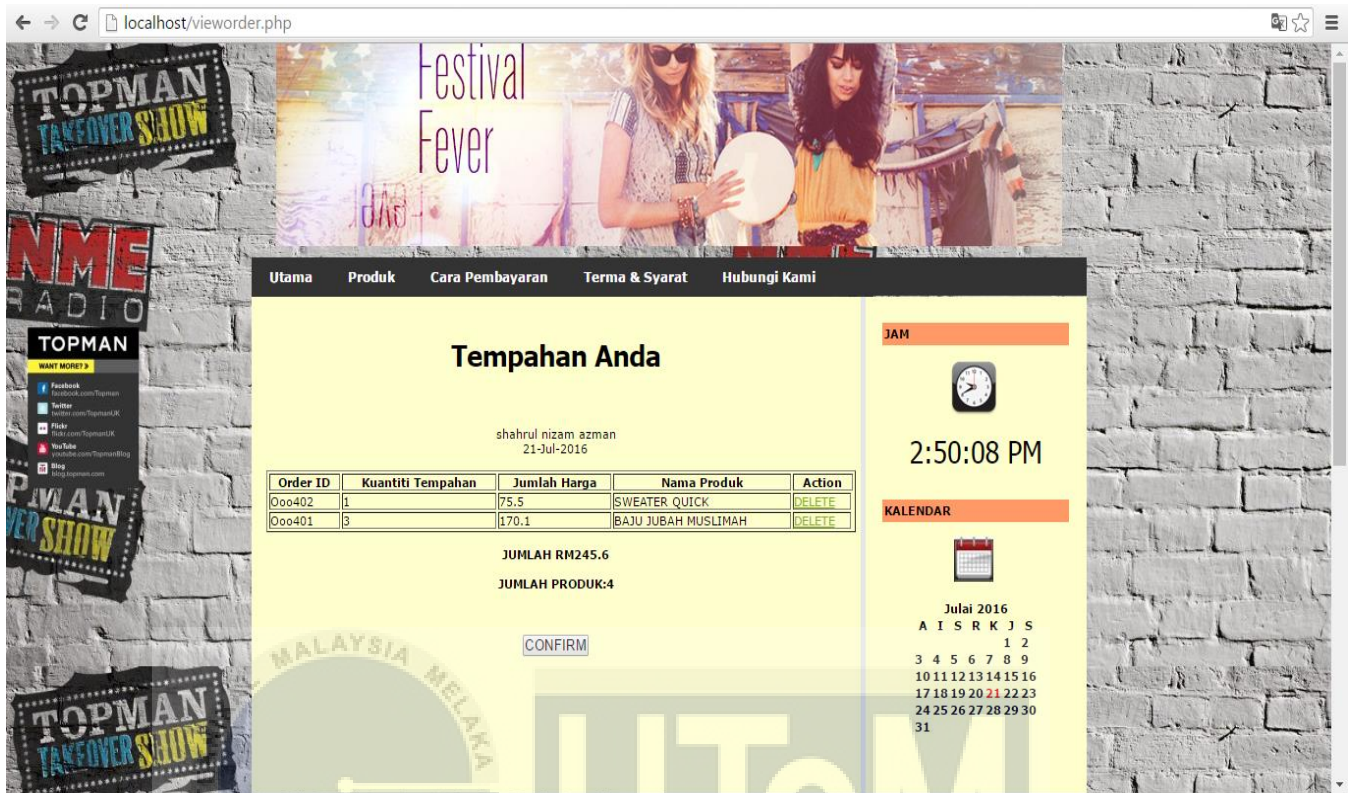 localhost/vieworder.php
Festival
Fever
TOPMAN
TAKEOVER SHOW
NME
RADIO
TOPMAN
WANT MORE?
Facebook
facebook.com/Topman
Twitter
twitter.com/TopmanUK
Flickr
flickr.com/TopmanUK
YouTube
youtube.com/TopmanBlog
Blog
blog.topman.com
PMAN
VER SHOW
TOPMAN
TAKEOVER SHOW
Utama Produk Cara Pembayaran Terma & Syarat Hubungi Kami
Tempahan Anda
shahrul nizam azman
21-Jul-2016
Order ID Kuantiti Tempahan Jumlah Harga Nama Produk Action
Ooo402 1 75.5 SWEATER QUICK DELETE
Ooo401 3 170.1 BAJU JUBAH MUSLIMAH DELETE
JUMLAH RM245.6
JUMLAH PRODUK:4
CONFIRM
MALAYSIA MELAKA
UTeM
JAM
2:50:08 PM
KALENDAR
Julai 2016
A I S R K J S
1 2
3 4 5 6 7 8 9
10 11 12 13 14 15 16
17 18 19 20 21 22 23
24 25 26 27 28 29 30
31